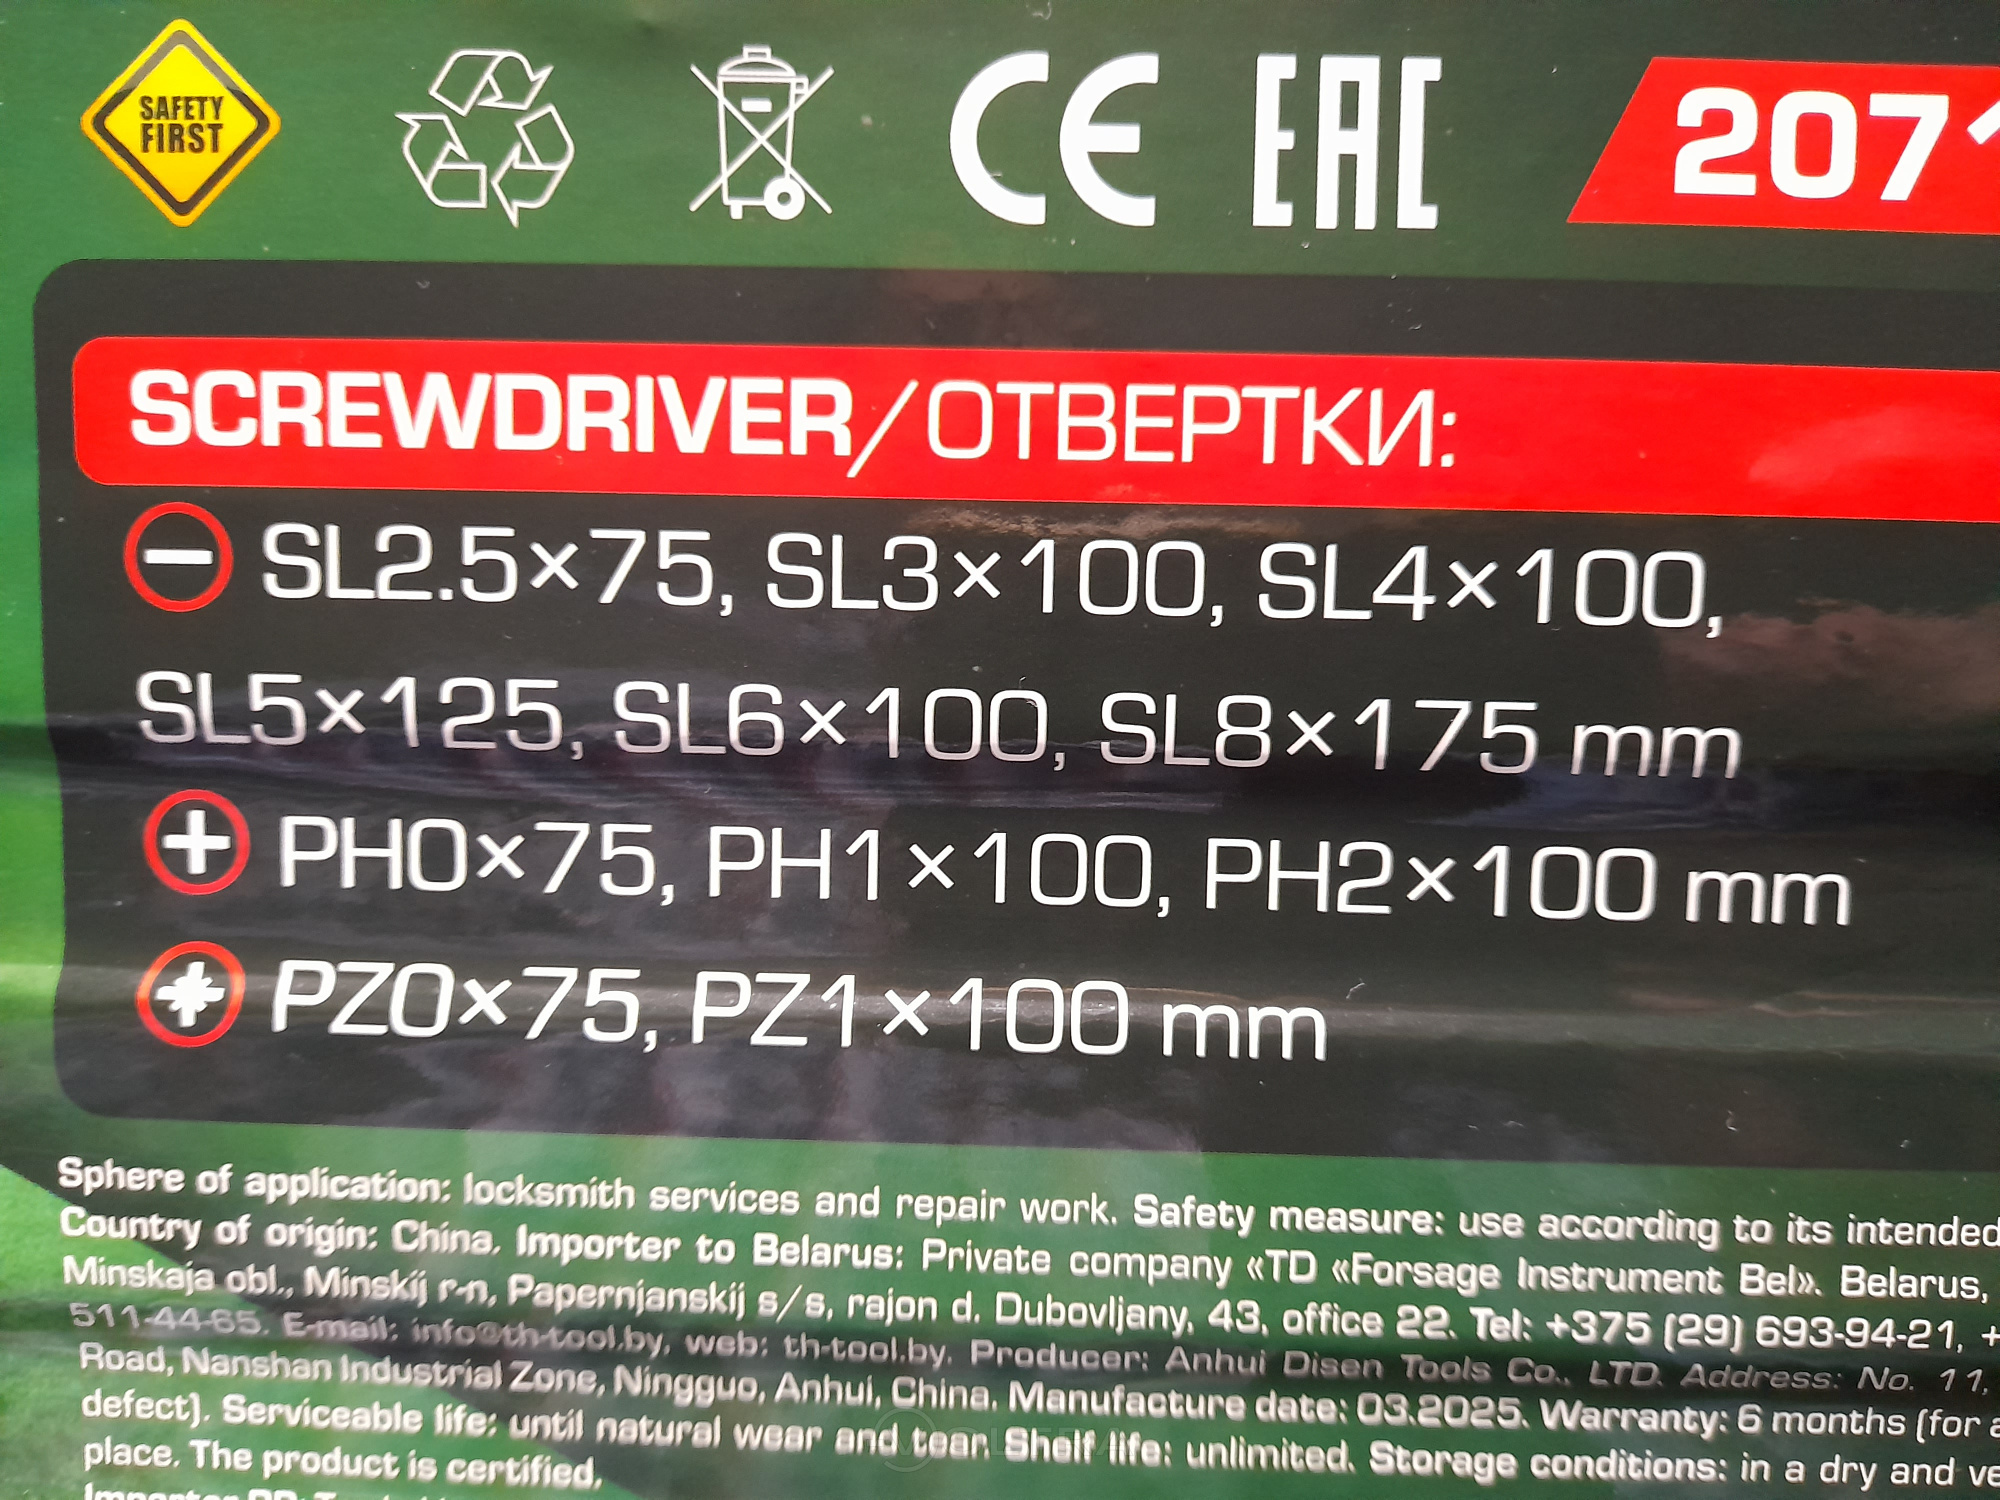 SAFETY
FIRST
CE EAC 207
SCREWDRIVER/ОТВЕРТКИ:
SL2.5×75, SL3×100, SL4×100,
SL5×125, SL6×100, SL8×175 mm
PH0×75, PH1×100, PH2×100 mm
PZ0×75, PZ1×100 mm
Sphere of application: locksmith services and repair work. Safety measure: use according to its intended
Country of origin: China. Importer to Belarus: Private company «TD «Forsage Instrument Bel». Belarus,
Minskaja obl., Minskij r-n, Papernjanskij s/s, rajon d. Dubovljany, 43, office 22. Tel: +375 (29) 693-94-21, +
511-44-65. E-mail: info@th-tool.by, web: th-tool.by. Producer: Anhui Disen Tools Co., LTD. Address: No. 11,
Road, Nanshan Industrial Zone, Ningguo, Anhui, China. Manufacture date: 03.2025. Warranty: 6 months (for a
defect). Serviceable life: until natural wear and tear. Shelf life: unlimited. Storage conditions: in a dry and ve
place. The product is certified.